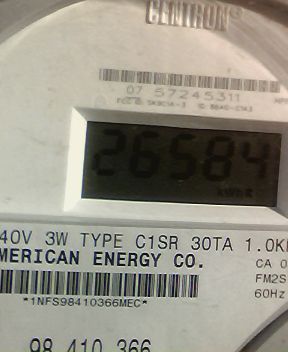 CENTRON®
07 57245311
26584
kWh
40V 3W TYPE C1SR 30TA 1.0K
MERICAN ENERGY CO.
CA 0
FM2S
*1NFS98410366MEC*
60Hz
98 410 366